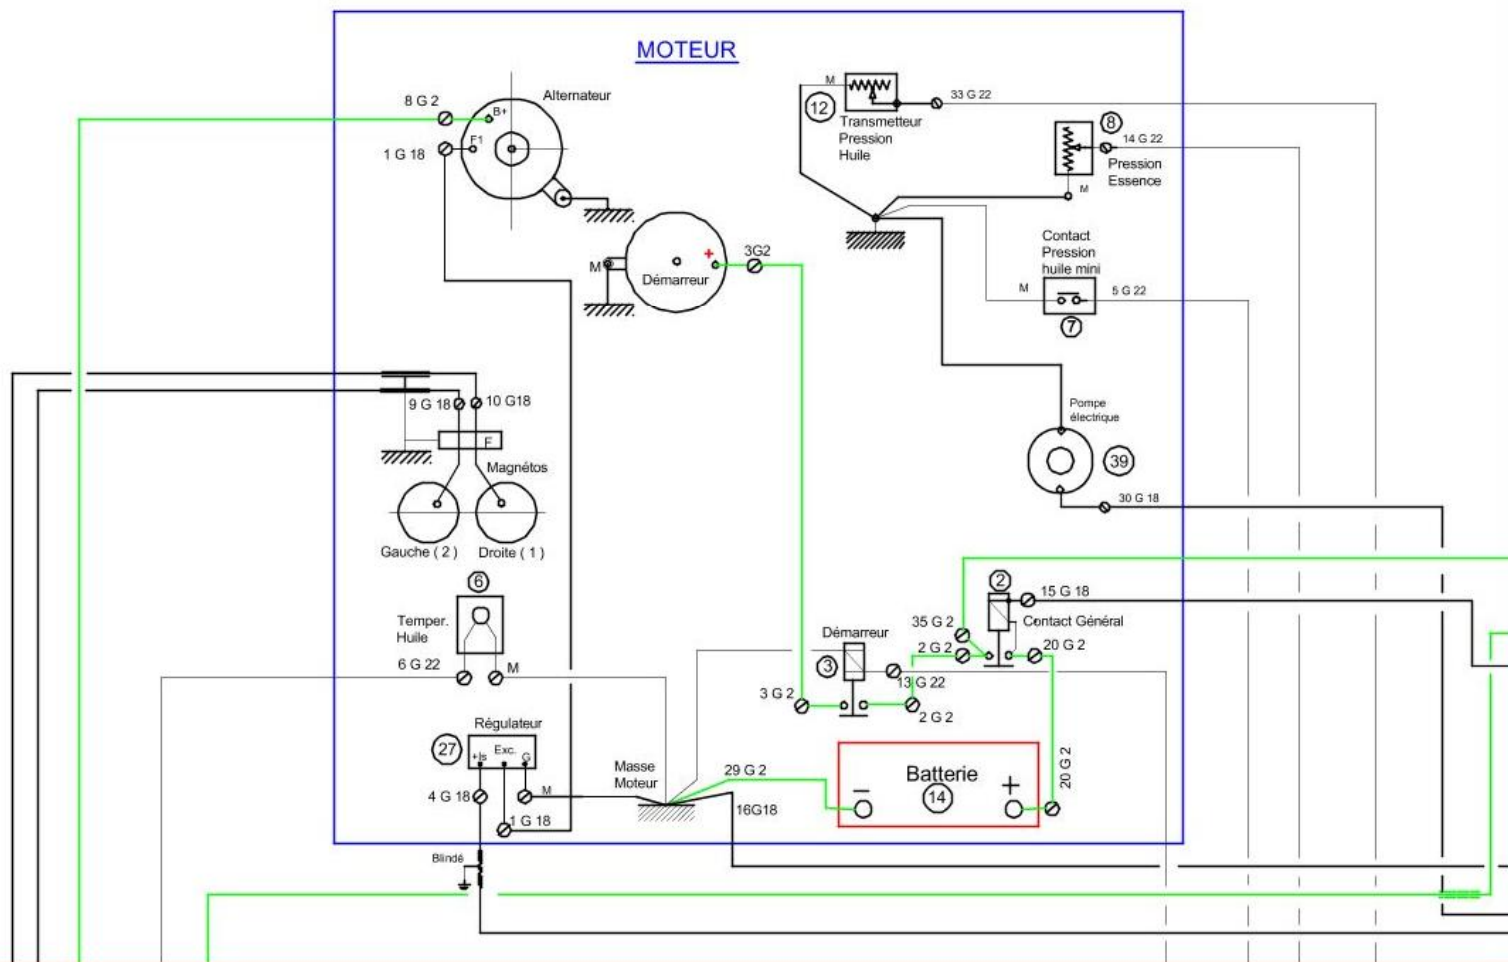 MOTEUR
8 G 2
B+
Alternateur
F1
1 G 18
M
12
33 G 22
Transmetteur
Pression
Huile
8
14 G 22
Pression
Essence
M
M
+
3G2
Démarreur
Contact
Pression
huile mini
M
5 G 22
7
9 G 18
10 G18
F
Magnétos
Gauche ( 2 )
Droite ( 1 )
Pompe
électrique
39
30 G 18
6
Temper.
Huile
6 G 22
M
2
15 G 18
Contact Général
35 G 2
2 G 2
20 G 2
Démarreur
3
13 G 22
3 G 2
2 G 2
Régulateur
27
+Is
Exc.
G
4 G 18
M
1 G 18
Masse
Moteur
29 G 2
16G18
Batterie
14
−
+
20 G 2
Blindé